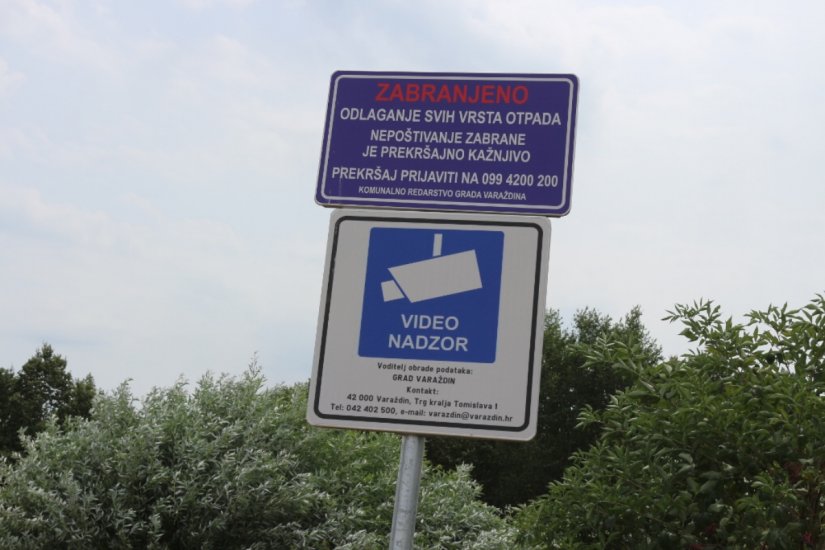 ZABRANJENO
ODLAGANJE SVIH VRSTA OTPADA
NEPOŠTIVANJE ZABRANE
JE PREKRŠAJNO KAŽNJIVO
PREKRŠAJ PRIJAVITI NA 099 4200 200
KOMUNALNO REDARSTVO GRADA VARAŽDINA
VIDEO
NADZOR
Voditelj obrade podataka:
GRAD VARAŽDIN
Kontakt:
42 000 Varaždin, Trg kralja Tomislava 1
Tel: 042 402 500, e-mail: varazdin@varazdin.hr